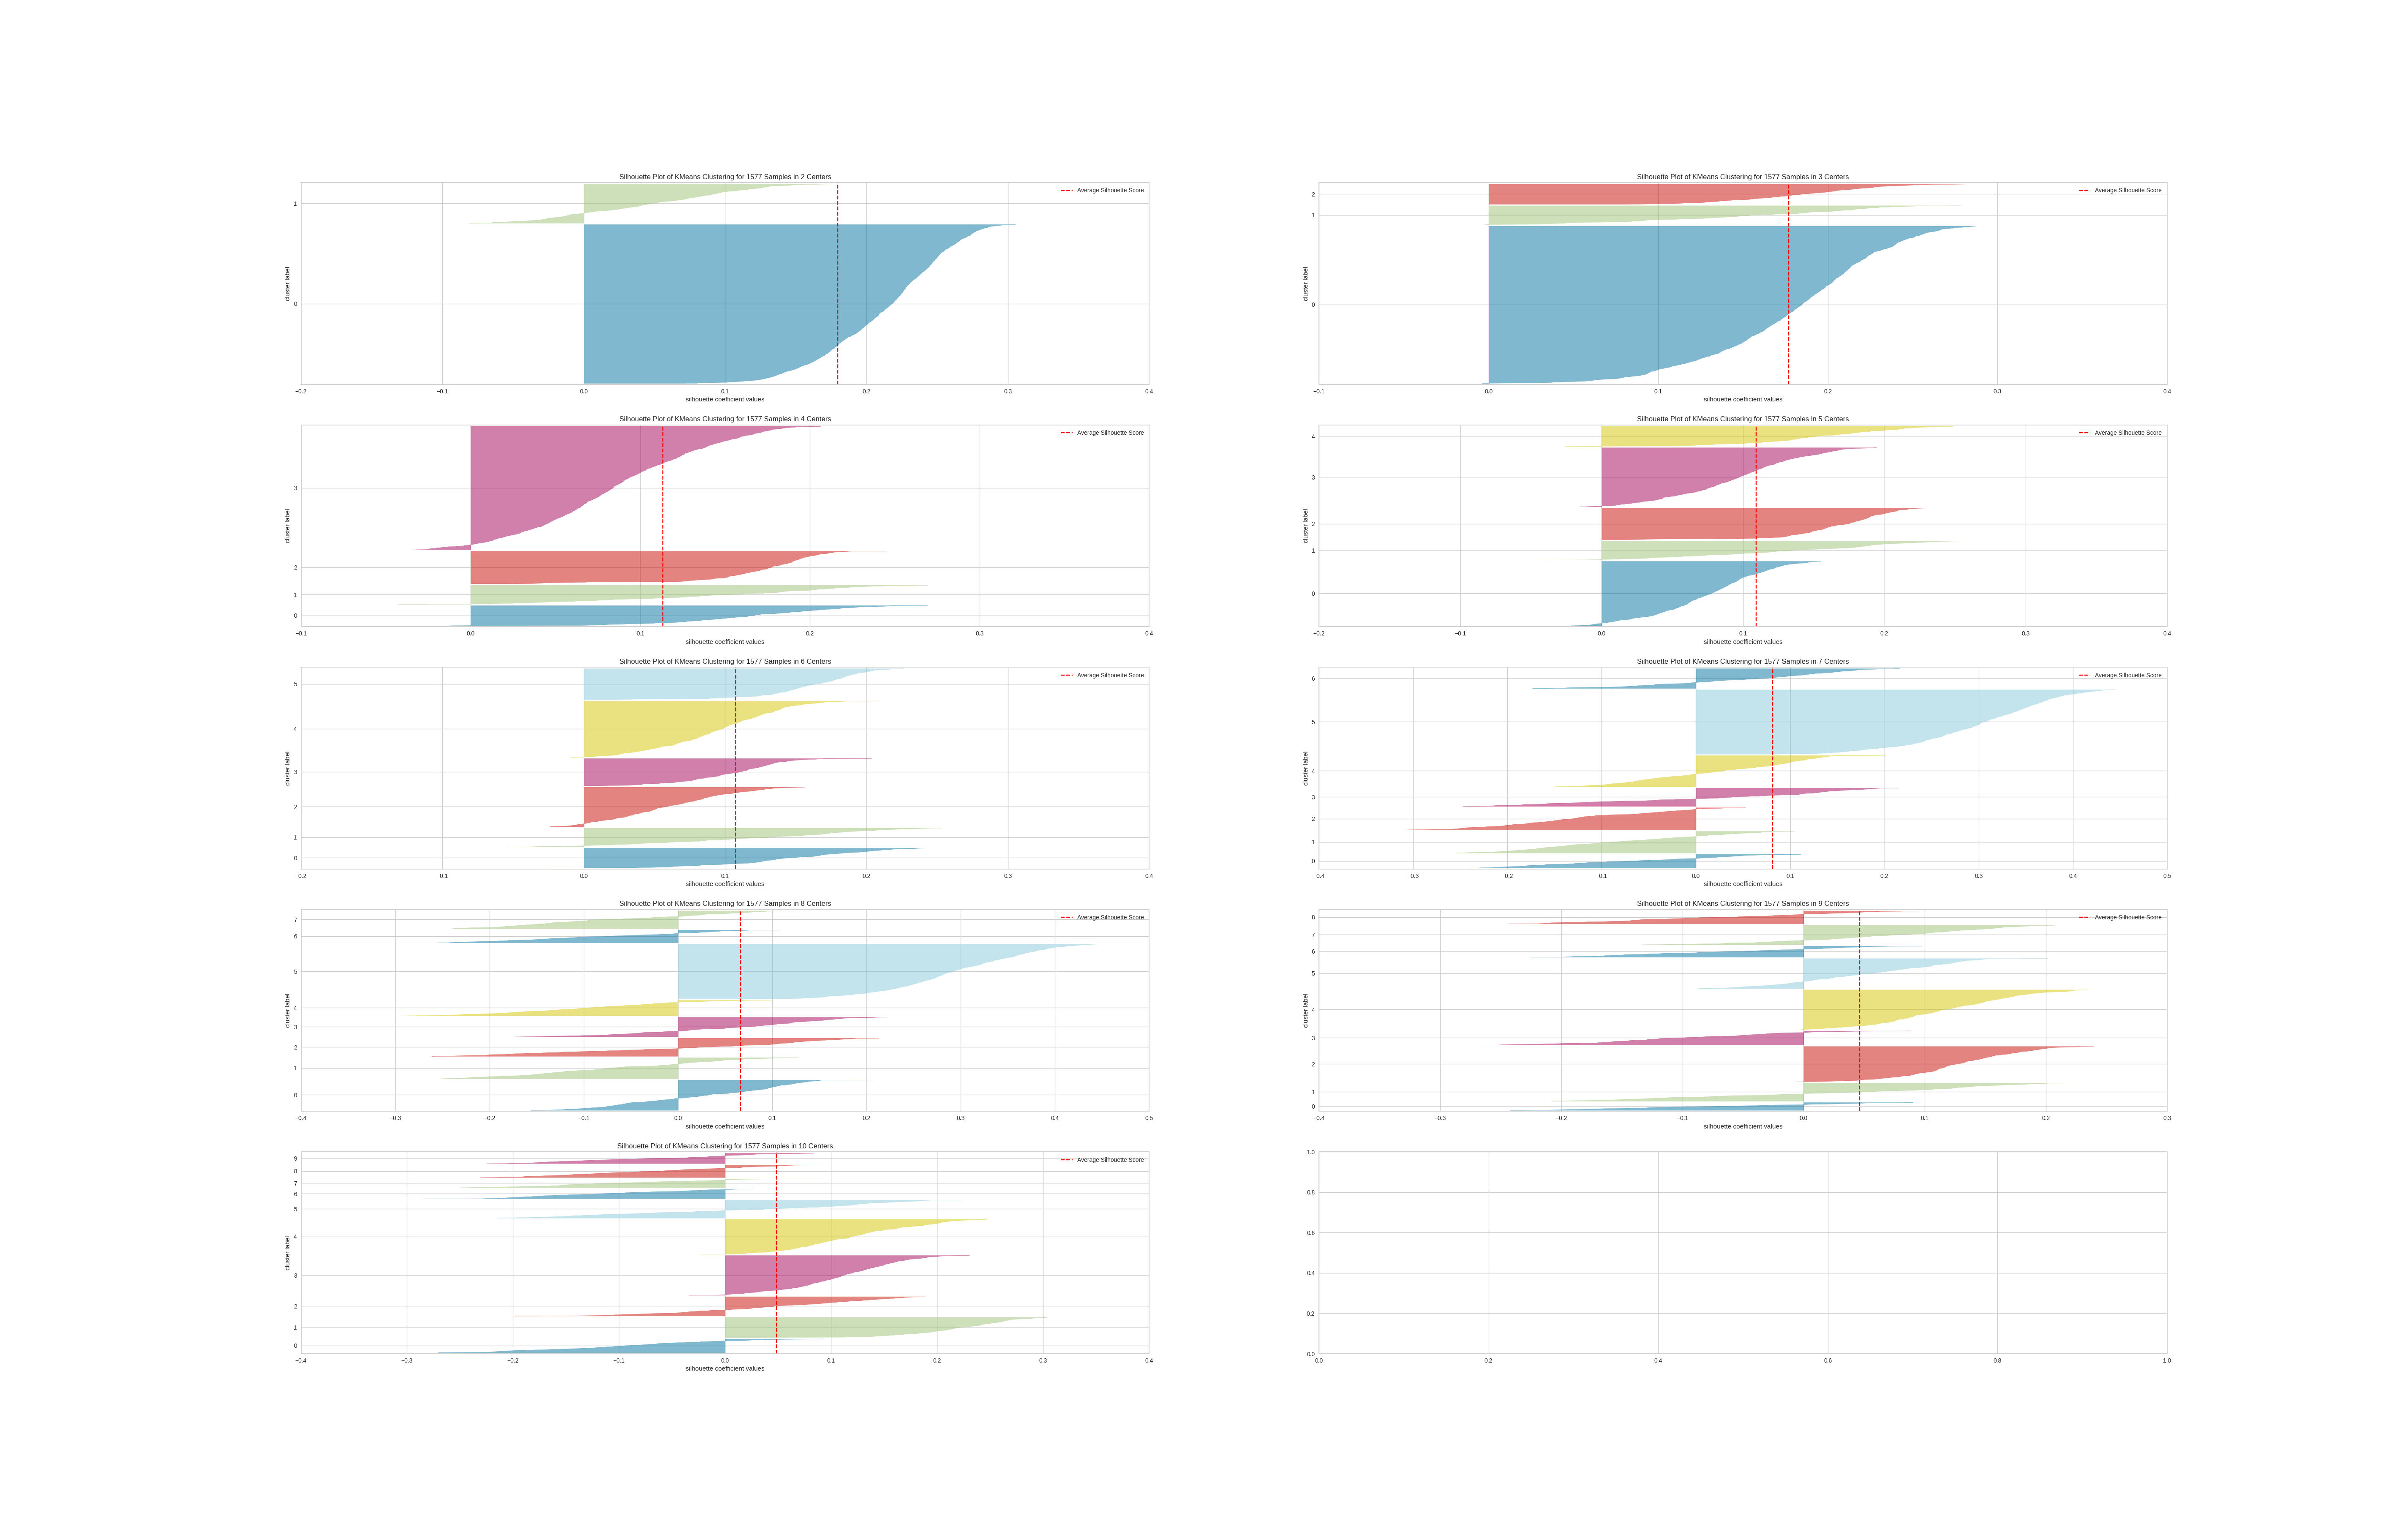 Silhouette Plot of KMeans Clustering for 1577 Samples in 2 Centers
Average Silhouette Score
1
0
cluster label
−0.2 −0.1 0.0 0.1 0.2 0.3 0.4
silhouette coefficient values
Silhouette Plot of KMeans Clustering for 1577 Samples in 3 Centers
Average Silhouette Score
2
1
0
cluster label
−0.1 0.0 0.1 0.2 0.3 0.4
silhouette coefficient values
Silhouette Plot of KMeans Clustering for 1577 Samples in 4 Centers
Average Silhouette Score
3
2
1
0
cluster label
−0.1 0.0 0.1 0.2 0.3 0.4
silhouette coefficient values
Silhouette Plot of KMeans Clustering for 1577 Samples in 5 Centers
Average Silhouette Score
4
3
2
1
0
cluster label
−0.2 −0.1 0.0 0.1 0.2 0.3 0.4
silhouette coefficient values
Silhouette Plot of KMeans Clustering for 1577 Samples in 6 Centers
Average Silhouette Score
5
4
3
2
1
0
cluster label
−0.2 −0.1 0.0 0.1 0.2 0.3 0.4
silhouette coefficient values
Silhouette Plot of KMeans Clustering for 1577 Samples in 7 Centers
Average Silhouette Score
6
5
4
3
2
1
0
cluster label
−0.4 −0.3 −0.2 −0.1 0.0 0.1 0.2 0.3 0.4 0.5
silhouette coefficient values
Silhouette Plot of KMeans Clustering for 1577 Samples in 8 Centers
Average Silhouette Score
7
6
5
4
3
2
1
0
cluster label
−0.4 −0.3 −0.2 −0.1 0.0 0.1 0.2 0.3 0.4 0.5
silhouette coefficient values
Silhouette Plot of KMeans Clustering for 1577 Samples in 9 Centers
Average Silhouette Score
8
7
6
5
4
3
2
1
0
cluster label
−0.4 −0.3 −0.2 −0.1 0.0 0.1 0.2 0.3
silhouette coefficient values
Silhouette Plot of KMeans Clustering for 1577 Samples in 10 Centers
Average Silhouette Score
9
8
7
6
5
4
3
2
1
0
cluster label
−0.4 −0.3 −0.2 −0.1 0.0 0.1 0.2 0.3 0.4
silhouette coefficient values
1.0
0.8
0.6
0.4
0.2
0.0
0.0 0.2 0.4 0.6 0.8 1.0